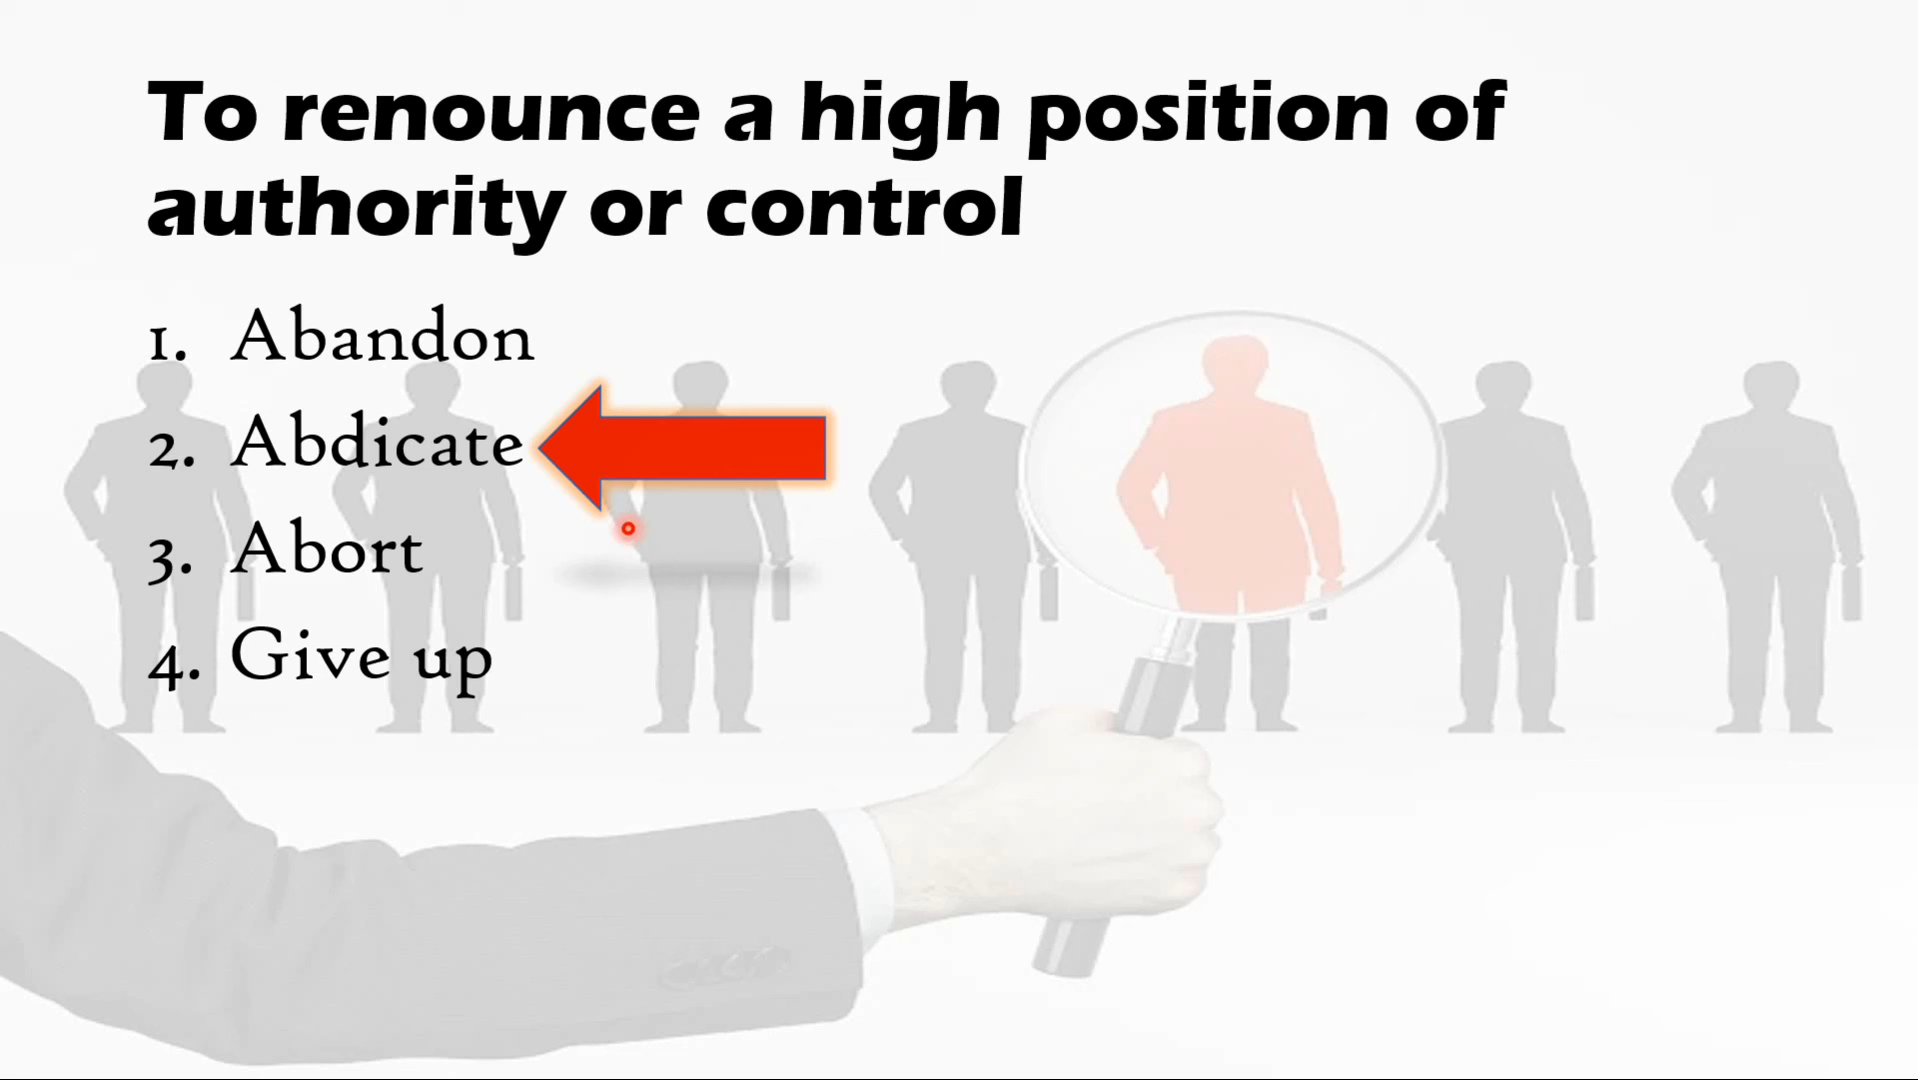 To renounce a high position of
authority or control
1. Abandon
2. Abdicate
3. Abort
4. Give up